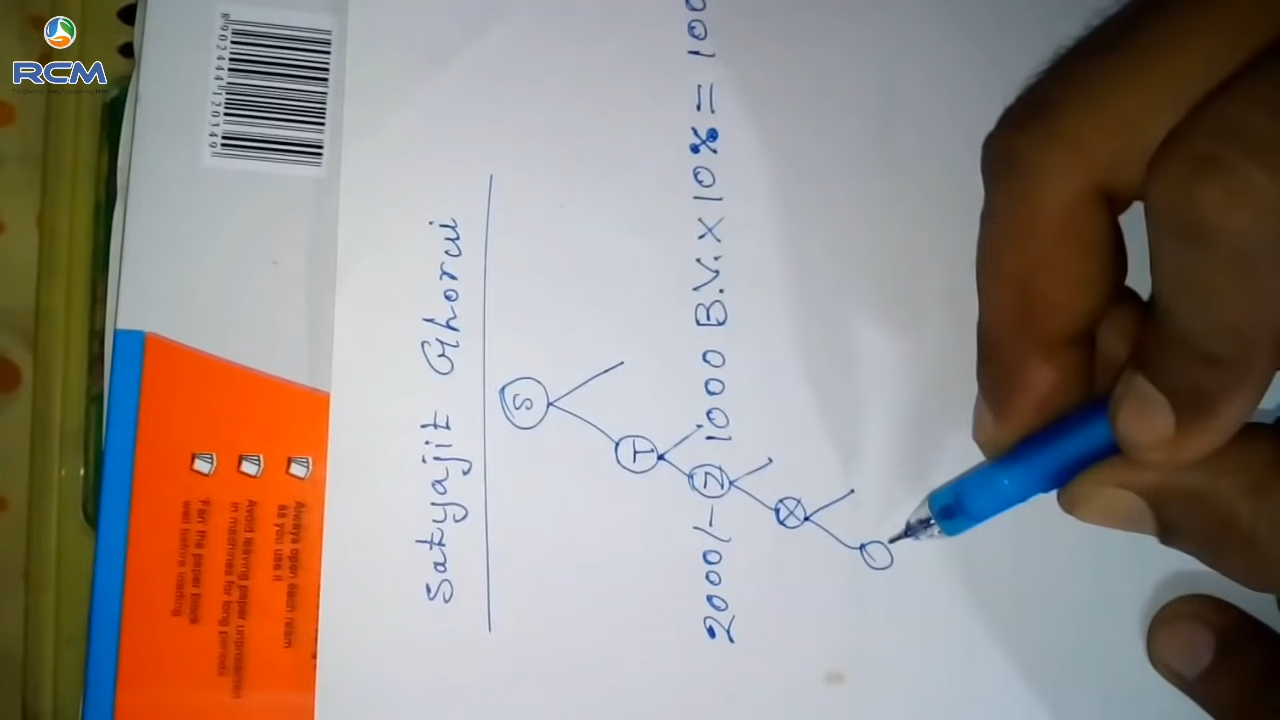 RCM
8902444120149
Satyajit Ghorui
S
T
Z
X
2000/- 1000 B.V. X 10% = 100
Always open each ream
as you use it
Avoid leaving paper unprotected
in machines for long periods
'Fan' the paper block
well before loading